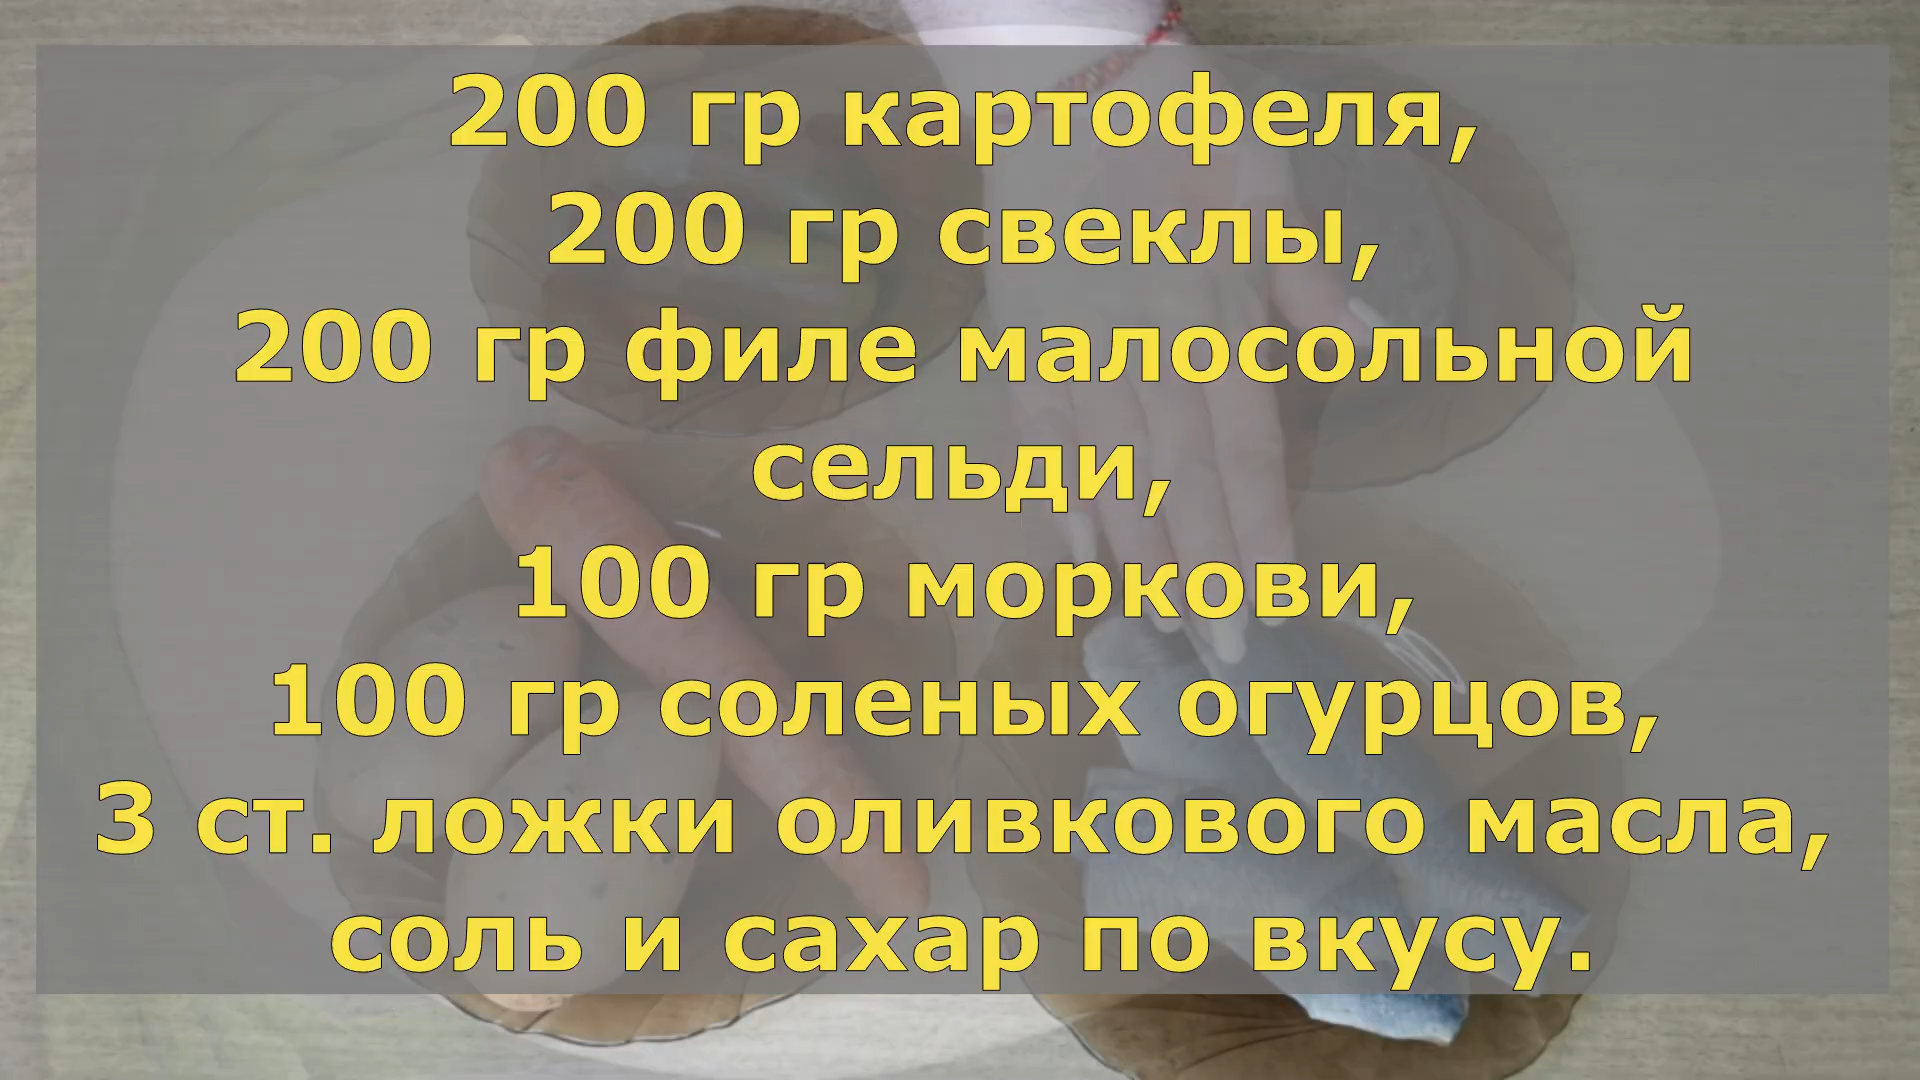 200 гр картофеля,
200 гр свеклы,
200 гр филе малосольной
сельди,
100 гр моркови,
100 гр соленых огурцов,
3 ст. ложки оливкового масла,
соль и сахар по вкусу.